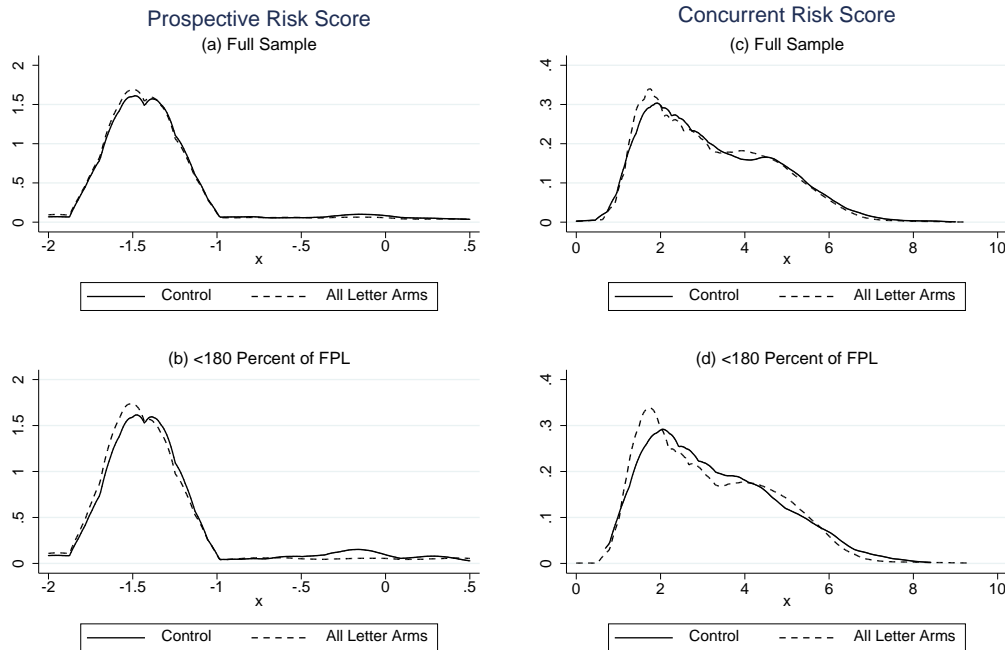 Prospective Risk Score
(a) Full Sample
2
1.5
1
.5
0
-2 -1.5 -1 -.5 0 .5
x
Control All Letter Arms
(b) <180 Percent of FPL
2
1.5
1
.5
0
-2 -1.5 -1 -.5 0 .5
x
Control All Letter Arms
Concurrent Risk Score
(c) Full Sample
.4
.3
.2
.1
0
0 2 4 6 8 10
x
Control All Letter Arms
(d) <180 Percent of FPL
.4
.3
.2
.1
0
0 2 4 6 8 10
x
Control All Letter Arms